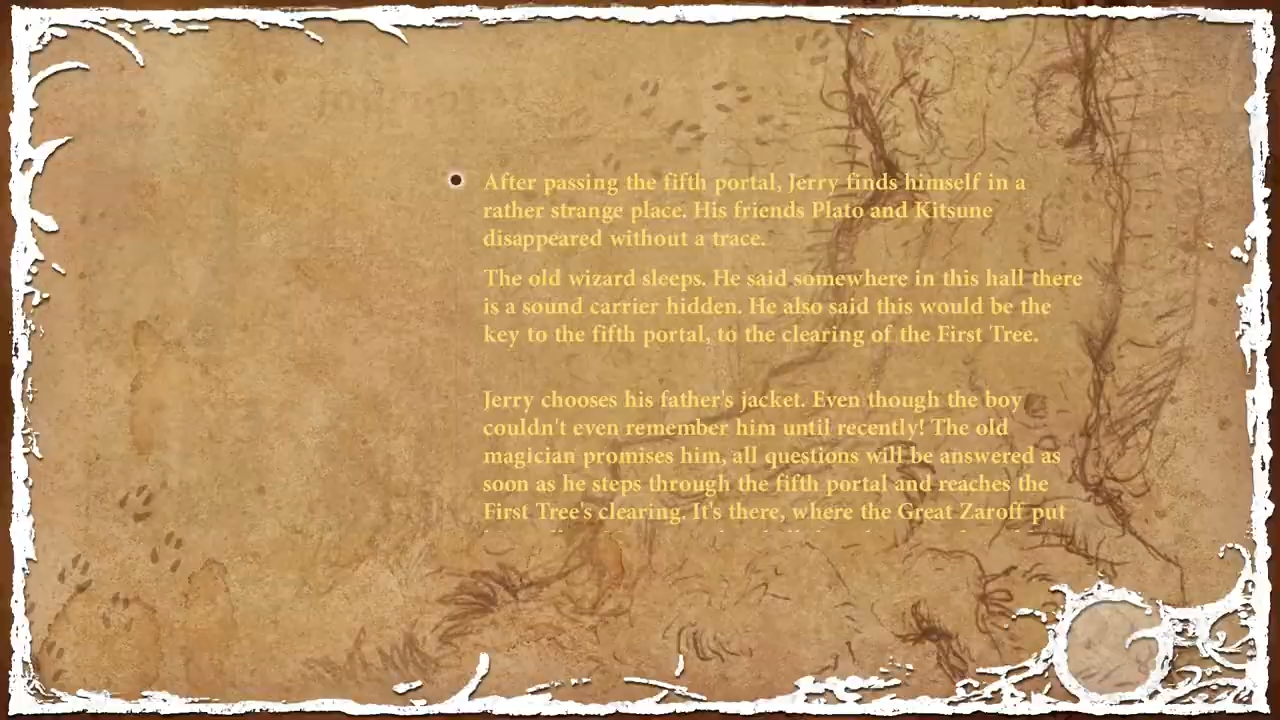 After passing the fifth portal, Jerry finds himself in a
rather strange place. His friends Plato and Kitsune
disappeared without a trace.
The old wizard sleeps. He said somewhere in this hall there
is a sound carrier hidden. He also said this would be the
key to the fifth portal, to the clearing of the First Tree.
Jerry chooses his father's jacket. Even though the boy
couldn't even remember him until recently! The old
magician promises him, all questions will be answered as
soon as he steps through the fifth portal and reaches the
First Tree's clearing. It's there, where the Great Zaroff put